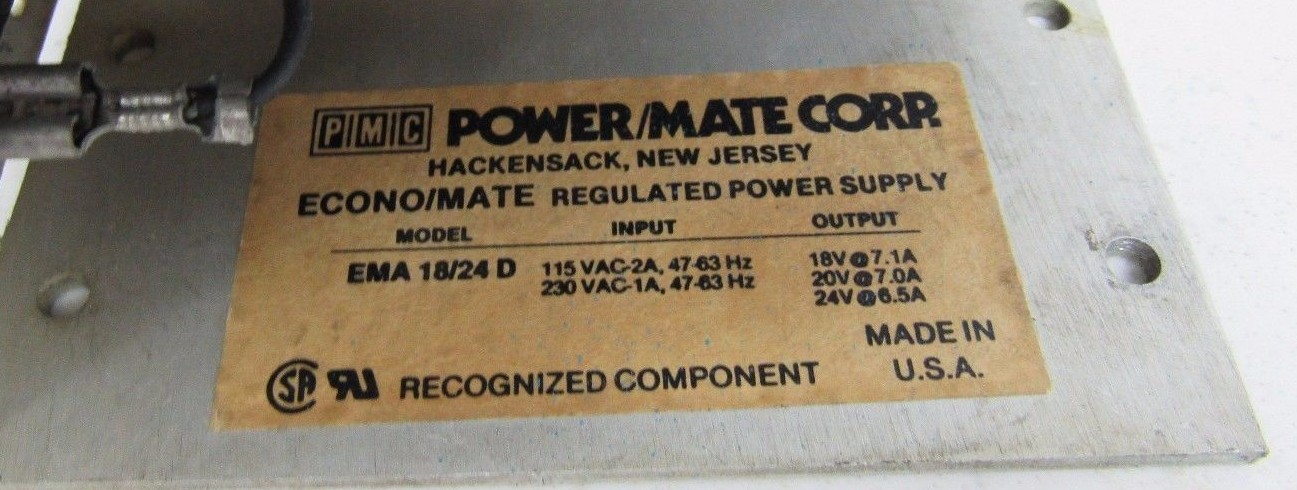 PMC POWER/MATE CORP.
HACKENSACK, NEW JERSEY
ECONO/MATE REGULATED POWER SUPPLY
MODEL INPUT OUTPUT
EMA 18/24 D 115 VAC-2A, 47-63 Hz 18V@7.1A
230 VAC-1A, 47-63 Hz 20V@7.0A
24V@6.5A
MADE IN
U.S.A.
SA RU RECOGNIZED COMPONENT